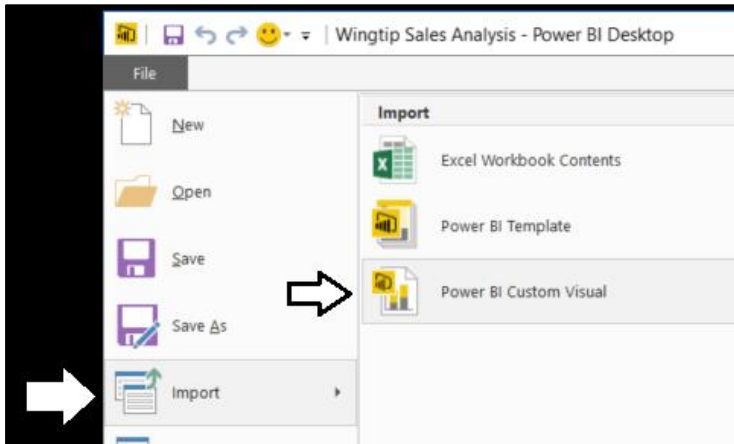 Wingtip Sales Analysis - Power BI Desktop
File
New
Open
Save
Save As
Import
Import
Excel Workbook Contents
Power BI Template
Power BI Custom Visual